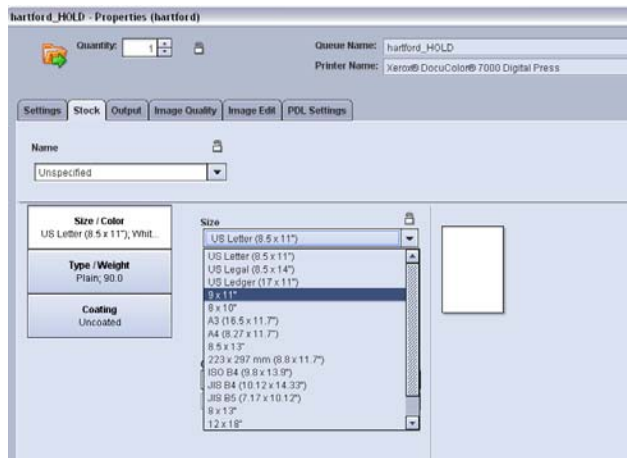 hartford_HOLD - Properties (hartford)
Quantity: 1
Queue Name: hartford_HOLD
Printer Name: Xerox® DocuColor® 7000 Digital Press
Settings Stock Output Image Quality Image Edit PDL Settings
Name
Unspecified
Size / Color
US Letter (8.5 x 11"); Whit...
Type / Weight
Plain; 90.0
Coating
Uncoated
Size
US Letter (8.5 x 11")
US Letter (8.5 x 11")
US Legal (8.5 x 14")
US Ledger (17 x 11")
9 x 11"
8 x 10"
A3 (16.5 x 11.7")
A4 (8.27 x 11.7")
8.5 x 13"
223 x 297 mm (8.8 x 11.7")
ISO B4 (9.8 x 13.9")
JIS B4 (10.12 x 14.33")
JIS B5 (7.17 x 10.12")
8 x 13"
12 x 18"